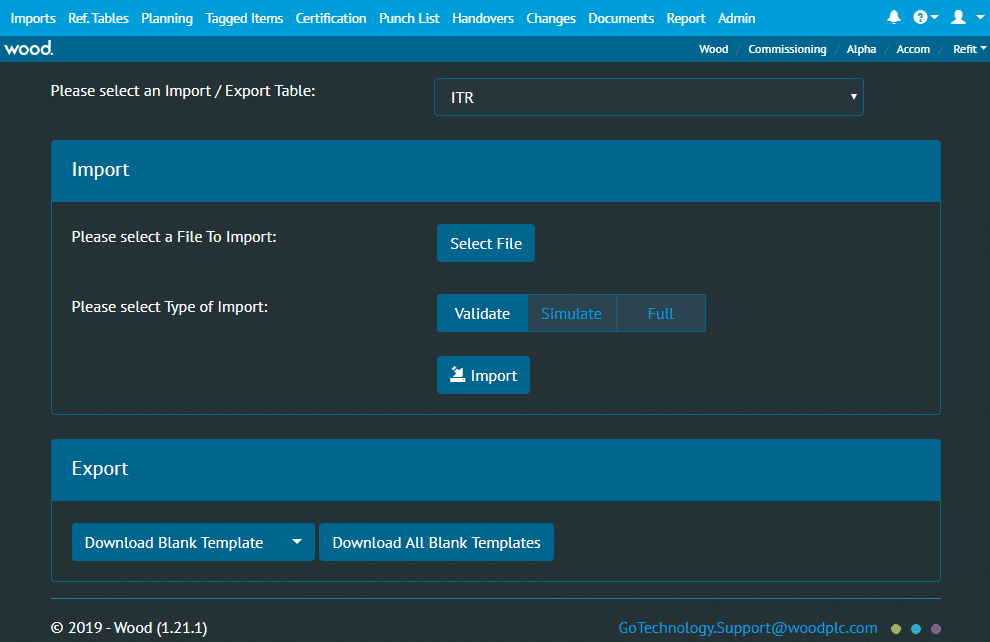 Imports Ref. Tables Planning Tagged Items Certification Punch List Handovers Changes Documents Report Admin
wood. Wood / Commissioning / Alpha / Accom / Refit
Please select an Import / Export Table: ITR
Import
Please select a File To Import: Select File
Please select Type of Import: Validate Simulate Full
Import
Export
Download Blank Template Download All Blank Templates
© 2019 - Wood (1.21.1) GoTechnology.Support@woodplc.com